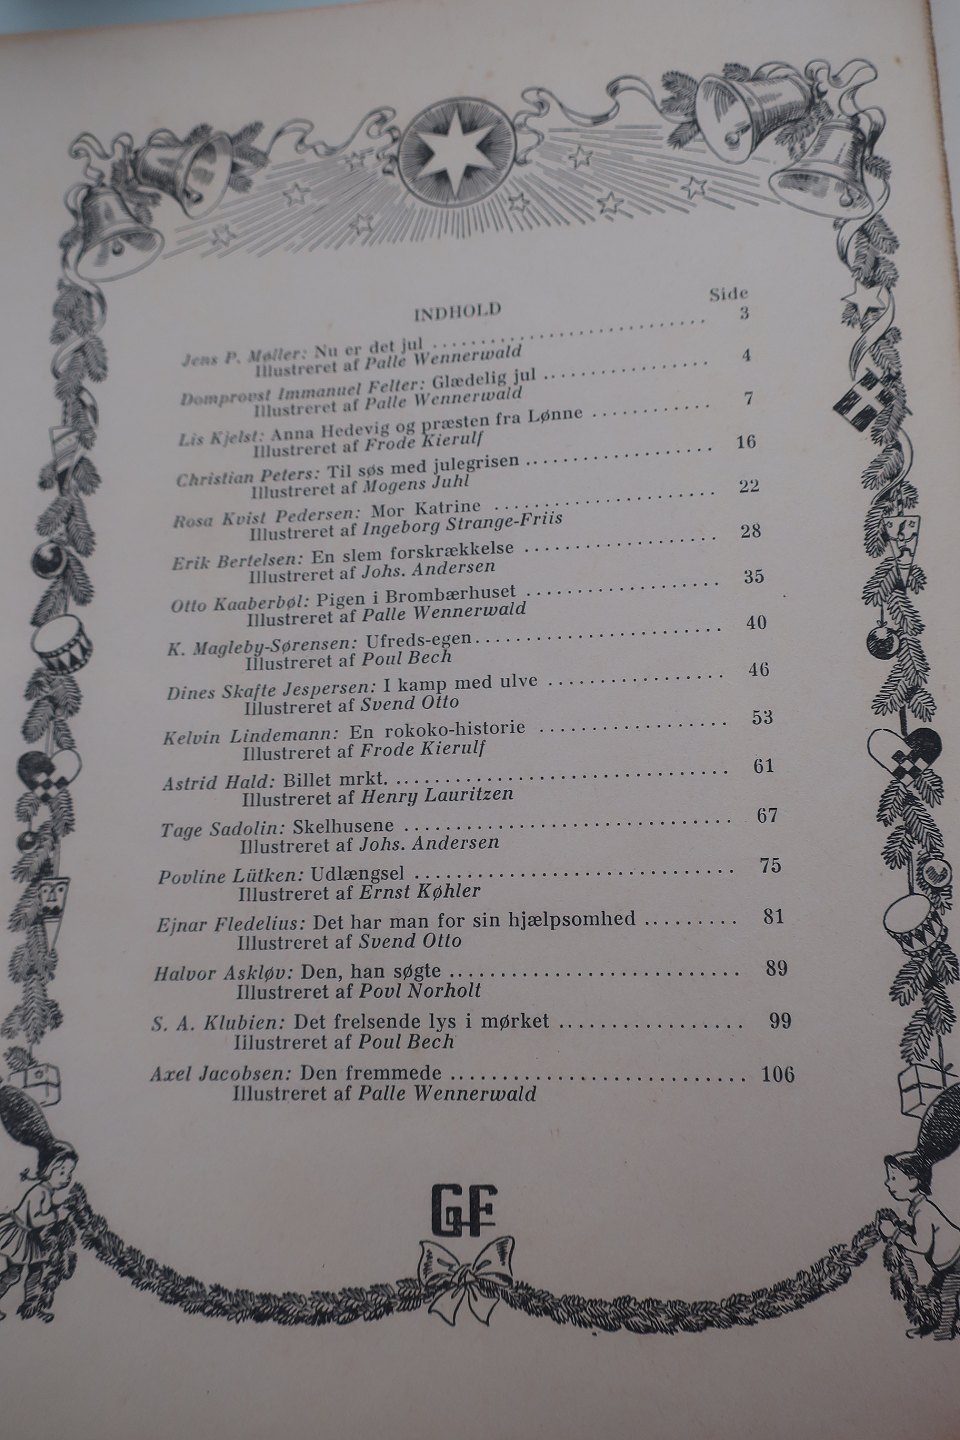 INDHOLD
Side
Jens P. Møller: Nu er det jul 3
Illustreret af Palle Wennerwald
Domprovst Immanuel Felter: Glædelig jul 4
Illustreret af Palle Wennerwald
Lis Kjelst: Anna Hedevig og præsten fra Lønne 7
Illustreret af Frode Kierulf
Christian Peters: Til søs med julegrisen 16
Illustreret af Mogens Juhl
Rosa Kvist Pedersen: Mor Katrine 22
Illustreret af Ingeborg Strange-Friis
Erik Bertelsen: En slem forskrækkelse 28
Illustreret af Johs. Andersen
Otto Kaaberbøl: Pigen i Brombærhuset 35
Illustreret af Palle Wennerwald
K. Magleby-Sørensen: Ufreds-egen 40
Illustreret af Poul Bech
Dines Skafte Jespersen: I kamp med ulve 46
Illustreret af Svend Otto
Kelvin Lindemann: En rokoko-historie 53
Illustreret af Frode Kierulf
Astrid Hald: Billet mrkt. 61
Illustreret af Henry Lauritzen
Tage Sadolin: Skelhusene 67
Illustreret af Johs. Andersen
Povline Lütken: Udlængsel 75
Illustreret af Ernst Køhler
Ejnar Fledelius: Det har man for sin hjælpsomhed 81
Illustreret af Svend Otto
Halvor Askløv: Den, han søgte 89
Illustreret af Povl Norholt
S. A. Klubien: Det frelsende lys i mørket 99
Illustreret af Poul Bech
Axel Jacobsen: Den fremmede 106
Illustreret af Palle Wennerwald